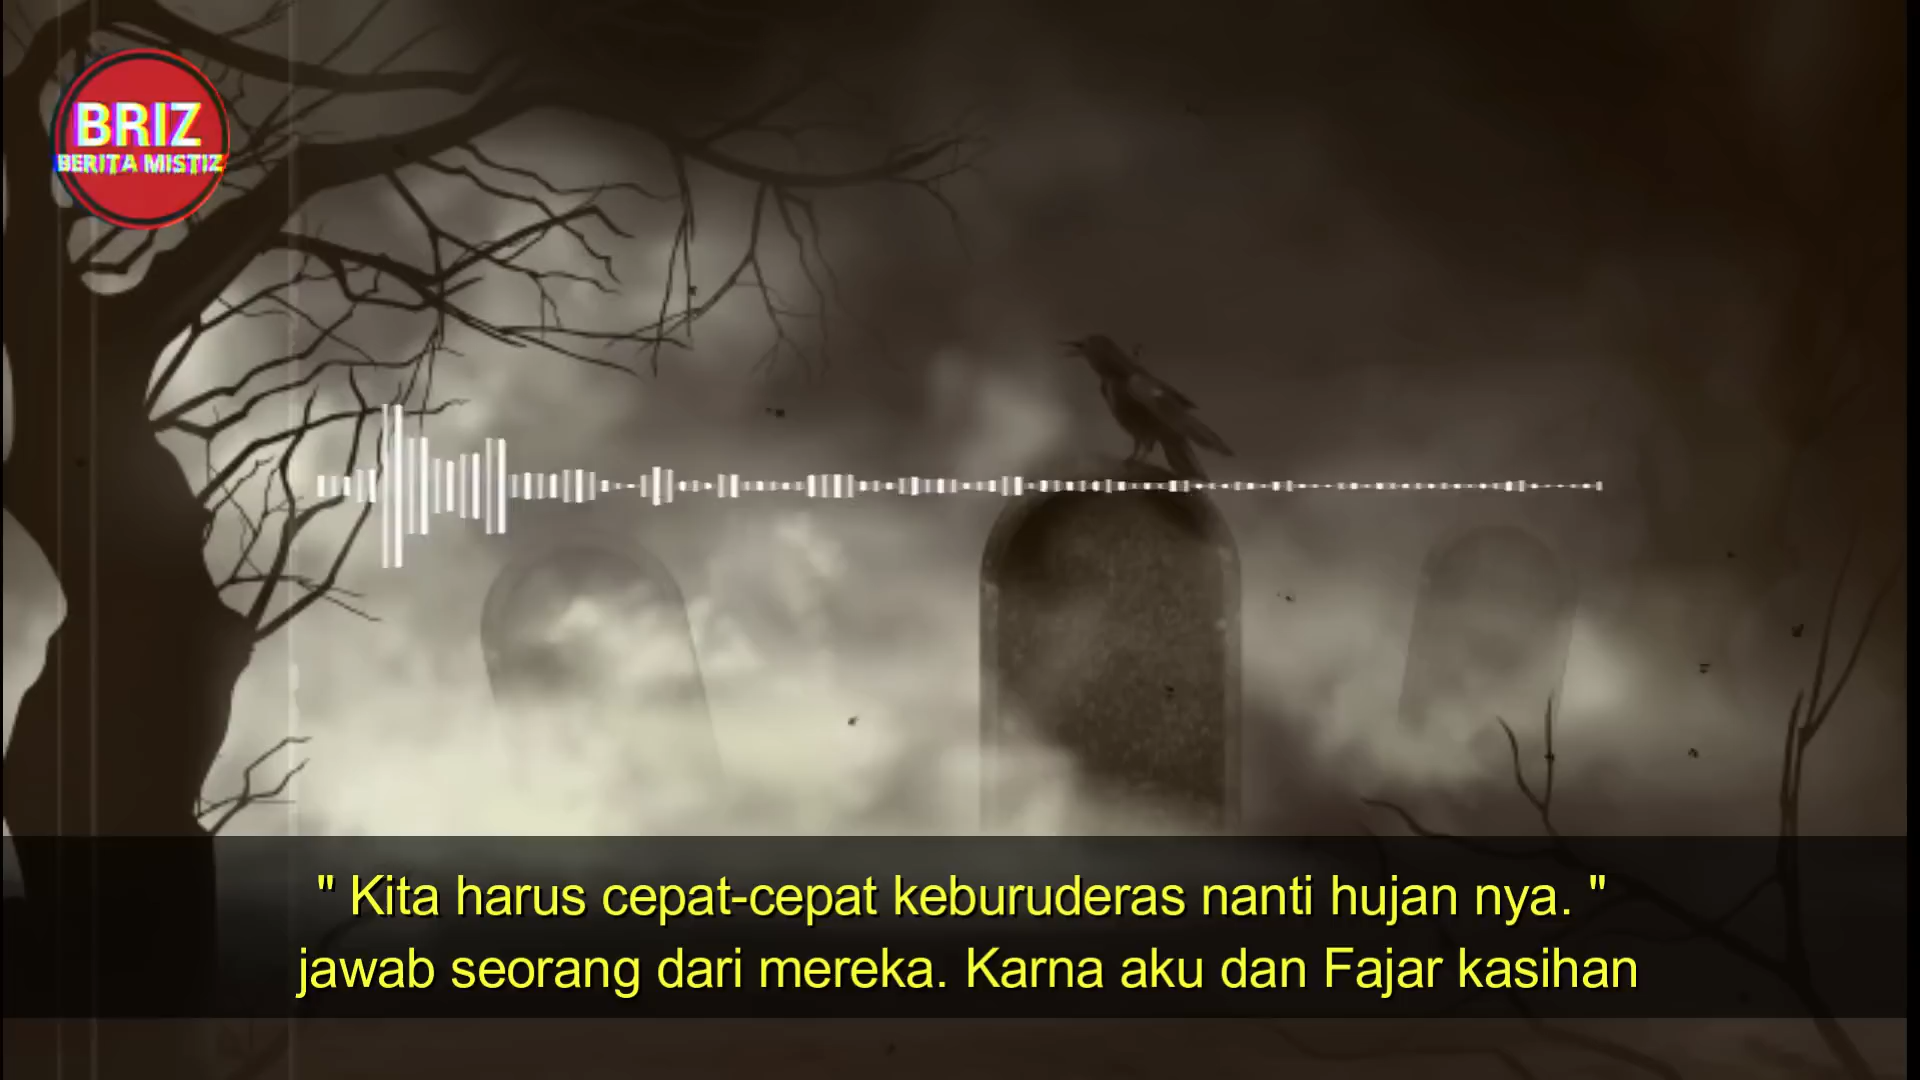 BRIZ
BERITA MISTIZ
" Kita harus cepat-cepat keburuderas nanti hujan nya. "
jawab seorang dari mereka. Karna aku dan Fajar kasihan